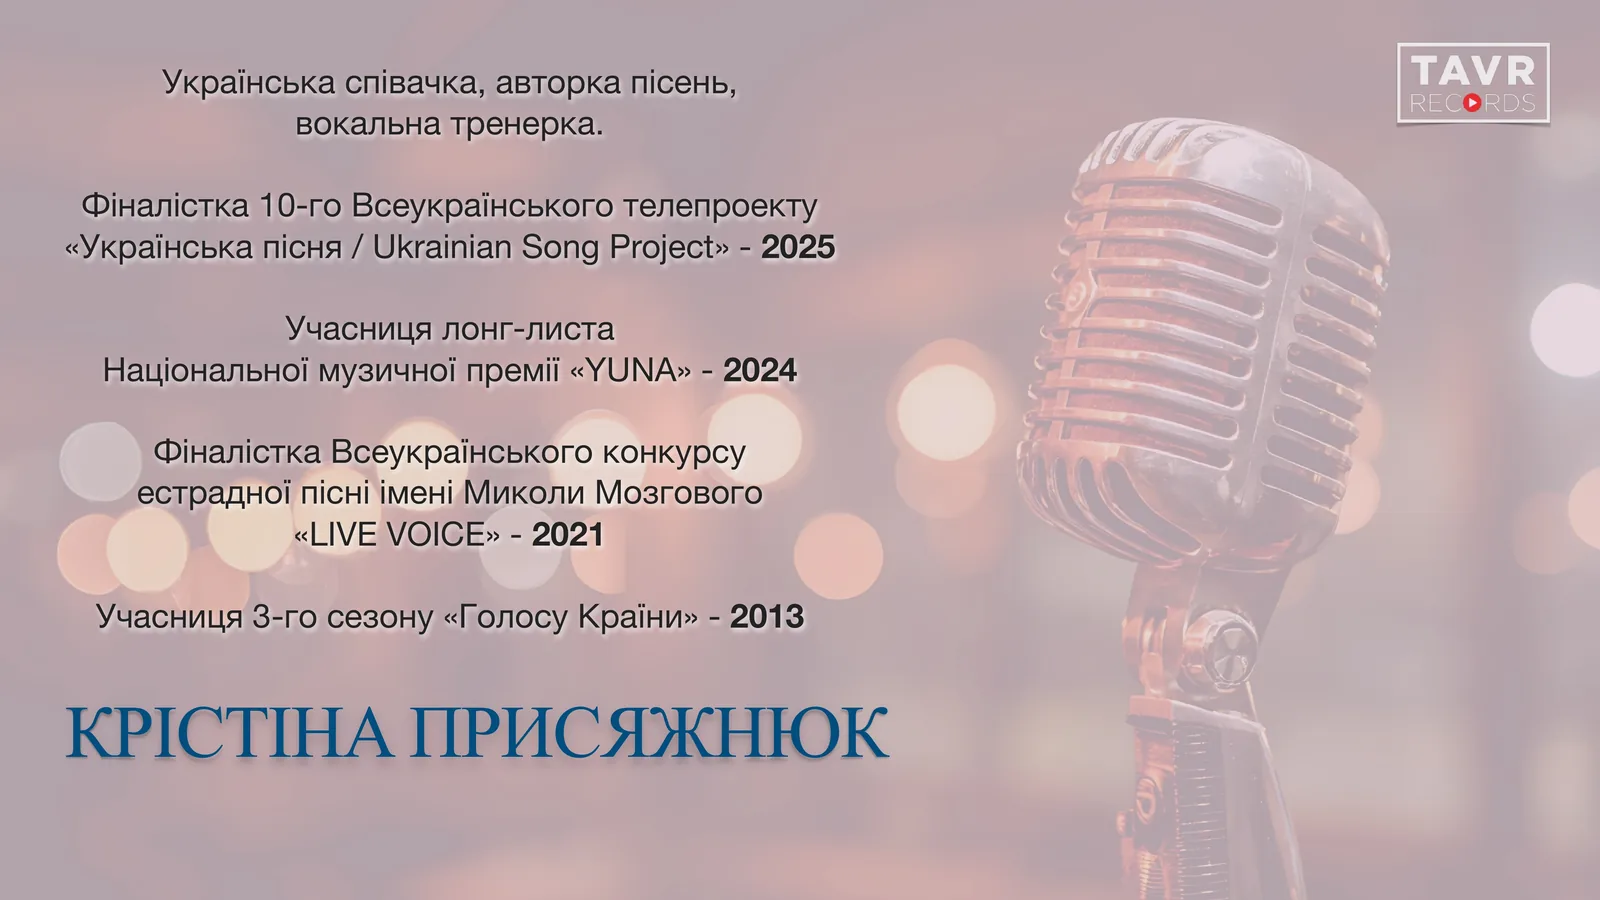 TAVR
RECORDS
Українська співачка, авторка пісень,
вокальна тренерка.
Фіналістка 10-го Всеукраїнського телепроекту
«Українська пісня / Ukrainian Song Project» - 2025
Учасниця лонг-листа
Національної музичної премії «YUNA» - 2024
Фіналістка Всеукраїнського конкурсу
естрадної пісні імені Миколи Мозгового
«LIVE VOICE» - 2021
Учасниця 3-го сезону «Голосу Країни» - 2013
КРІСТІНА ПРИСЯЖНЮК